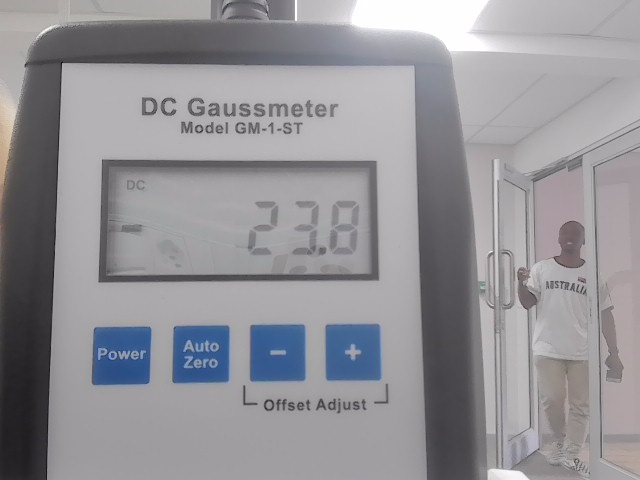 DC Gaussmeter
Model GM-1-ST
DC
23.8
Power
Auto
Zero
-
+
Offset Adjust
AUSTRALIA